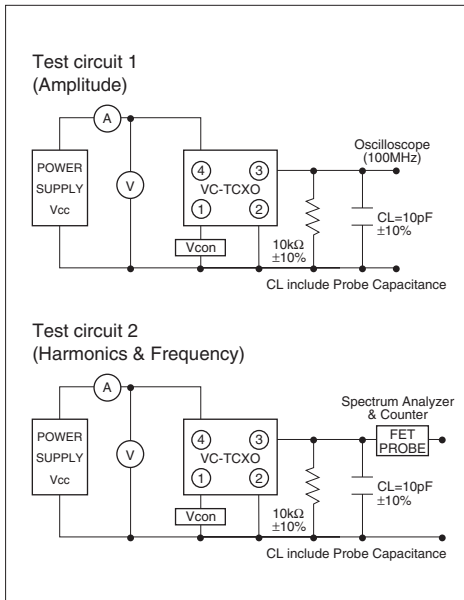 Test circuit 1
(Amplitude)
A
Oscilloscope
(100MHz)
POWER
SUPPLY
Vcc
V
4
3
VC-TCXO
1
2
Vcon
10kΩ
±10%
CL=10pF
±10%
CL include Probe Capacitance
Test circuit 2
(Harmonics & Frequency)
A
Spectrum Analyzer
& Counter
FET
PROBE
POWER
SUPPLY
Vcc
V
4
3
VC-TCXO
1
2
Vcon
10kΩ
±10%
CL=10pF
±10%
CL include Probe Capacitance